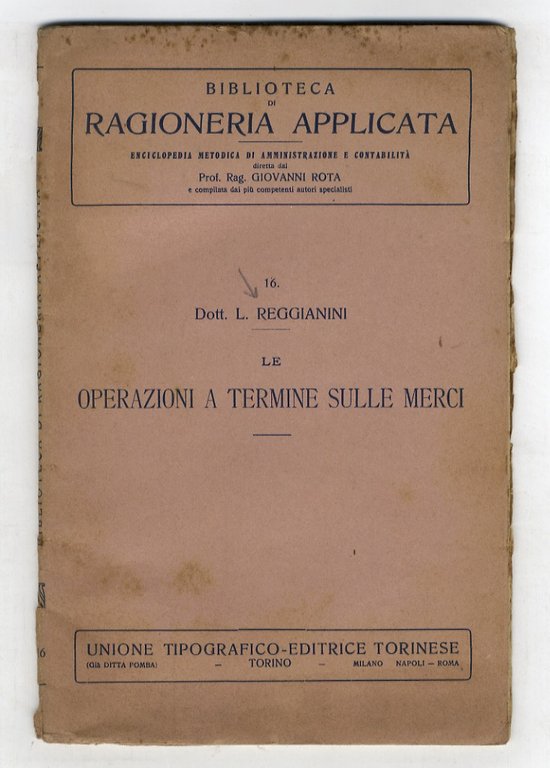 BIBLIOTECA
DI
RAGIONERIA APPLICATA
ENCICLOPEDIA METODICA DI AMMINISTRAZIONE E CONTABILITÀ
diretta dal
Prof. Rag. GIOVANNI ROTA
e compilata dai più competenti autori specialisti
16.
Dott. L. REGGIANINI
LE
OPERAZIONI A TERMINE SULLE MERCI
UNIONE TIPOGRAFICO-EDITRICE TORINESE
(Già DITTA POMBA) – TORINO – MILANO NAPOLI – ROMA